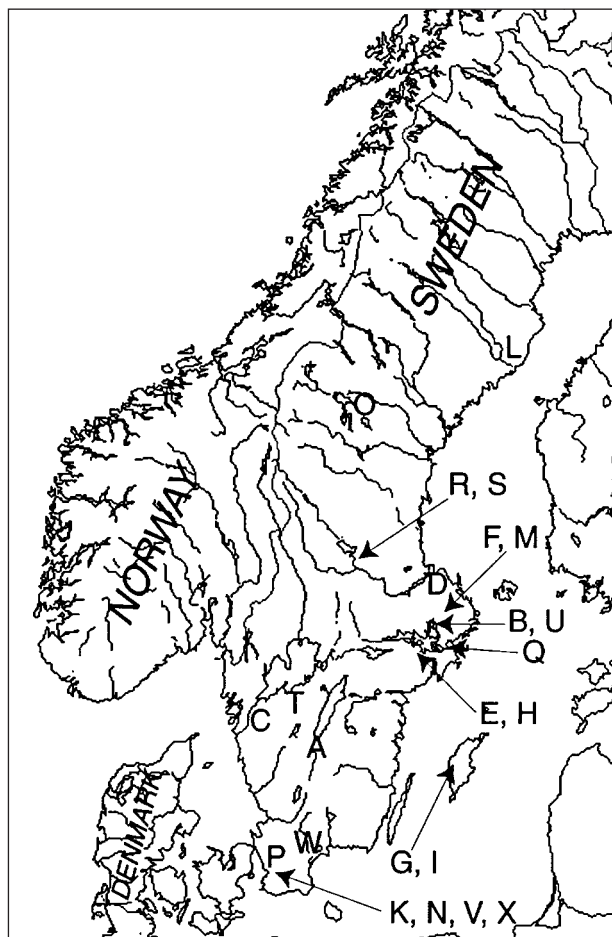 SWEDEN
L
O
NORWAY
R, S
F, M
D
B, U
Q
E, H
T
C
A
DENMARK
W
P
G, I
K, N, V, X